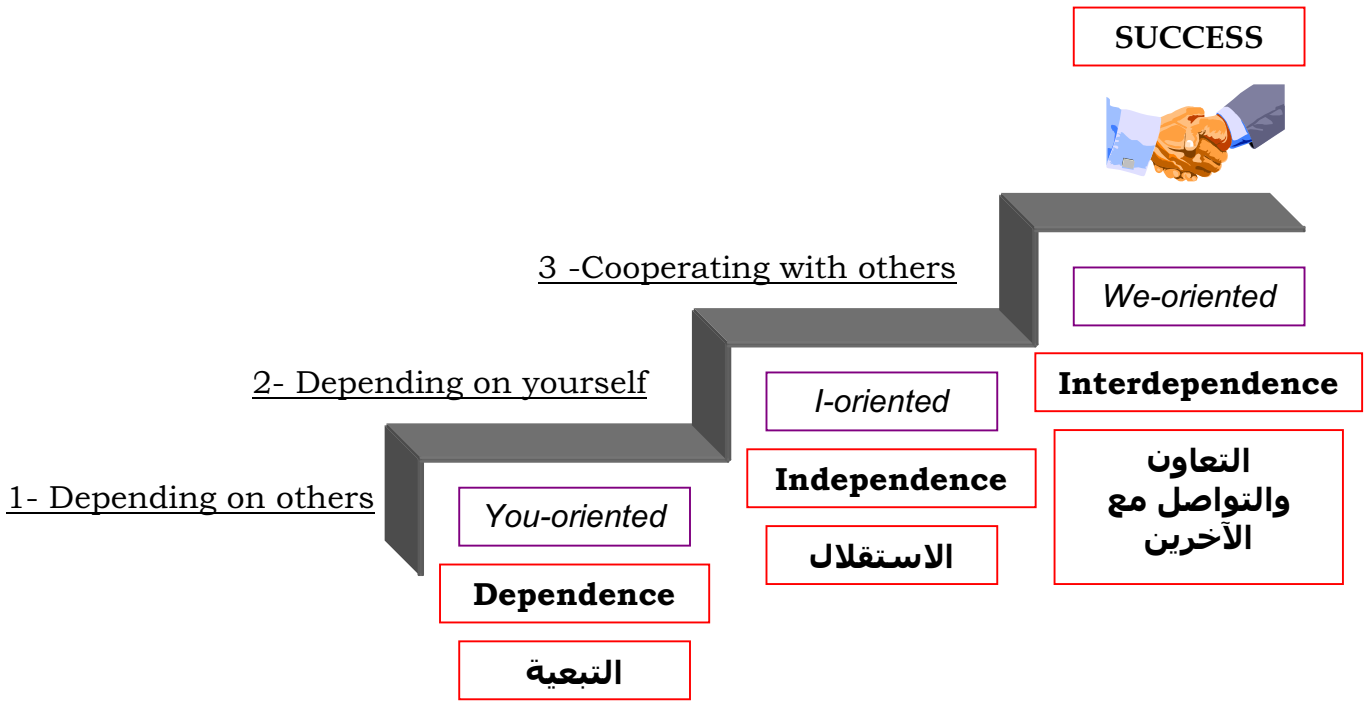 SUCCESS
3 -Cooperating with others
We-oriented
Interdependence
التعاون
والتواصل مع
الآخرين
2- Depending on yourself
I-oriented
Independence
الاستقلال
1- Depending on others
You-oriented
Dependence
التبعية